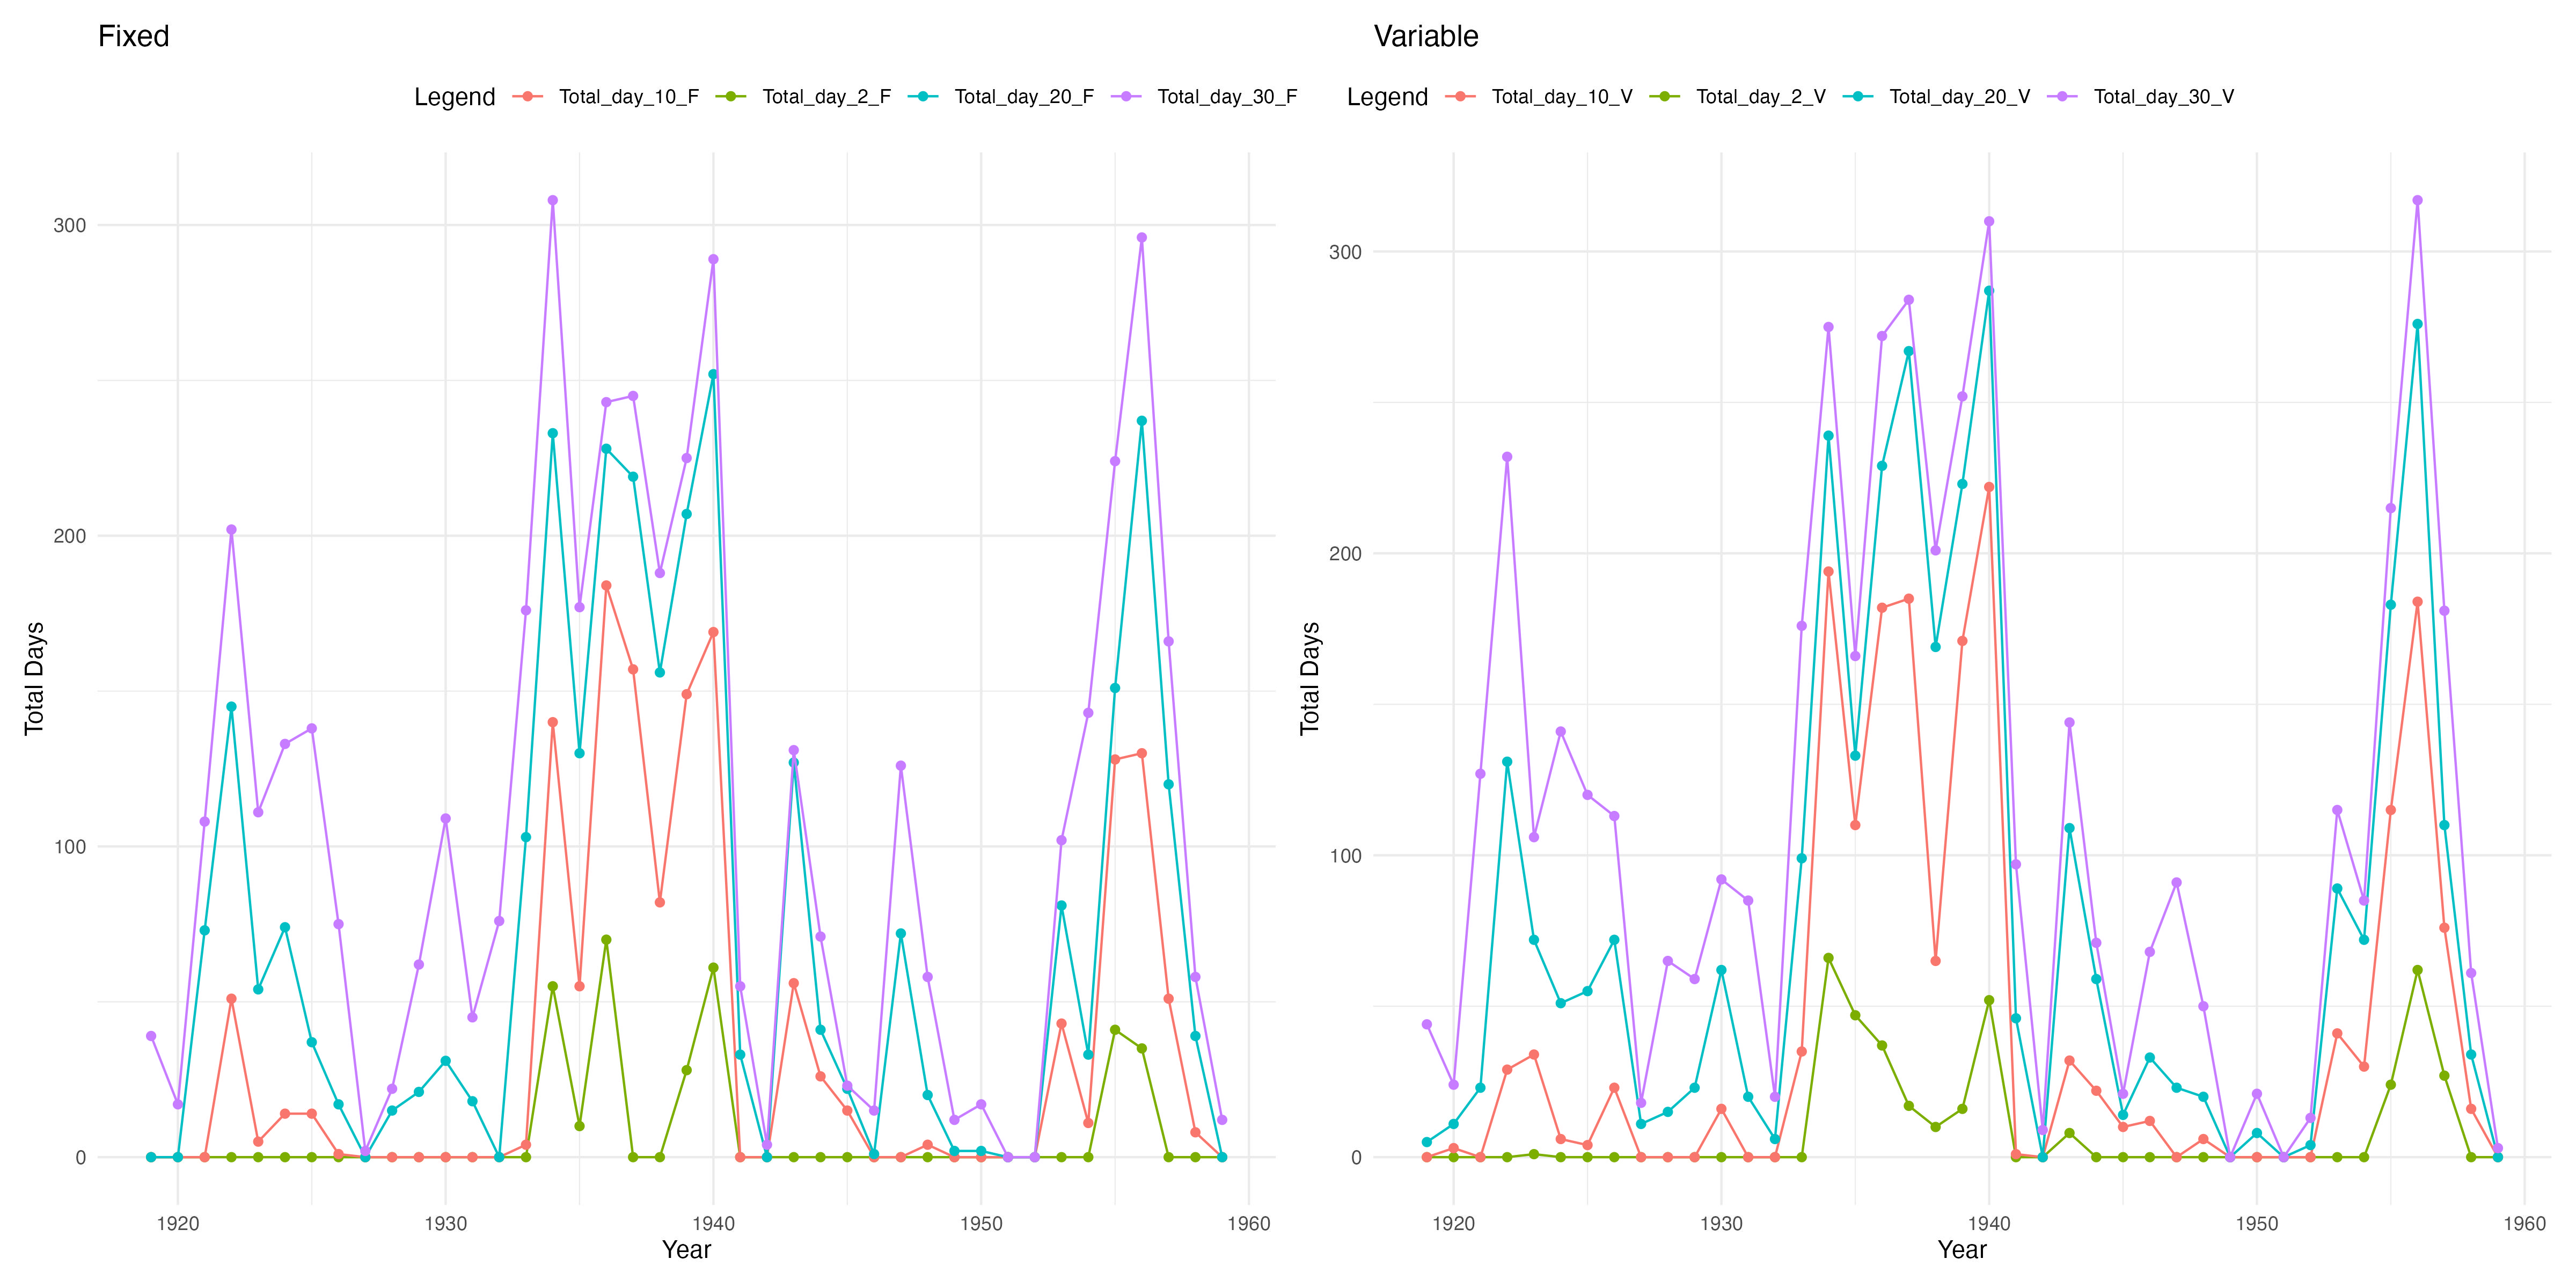 Fixed
Legend Total_day_10_F Total_day_2_F Total_day_20_F Total_day_30_F
Total Days
300
200
100
0
1920 1930 1940 1950 1960
Year
Variable
Legend Total_day_10_V Total_day_2_V Total_day_20_V Total_day_30_V
Total Days
300
200
100
0
1920 1930 1940 1950 1960
Year